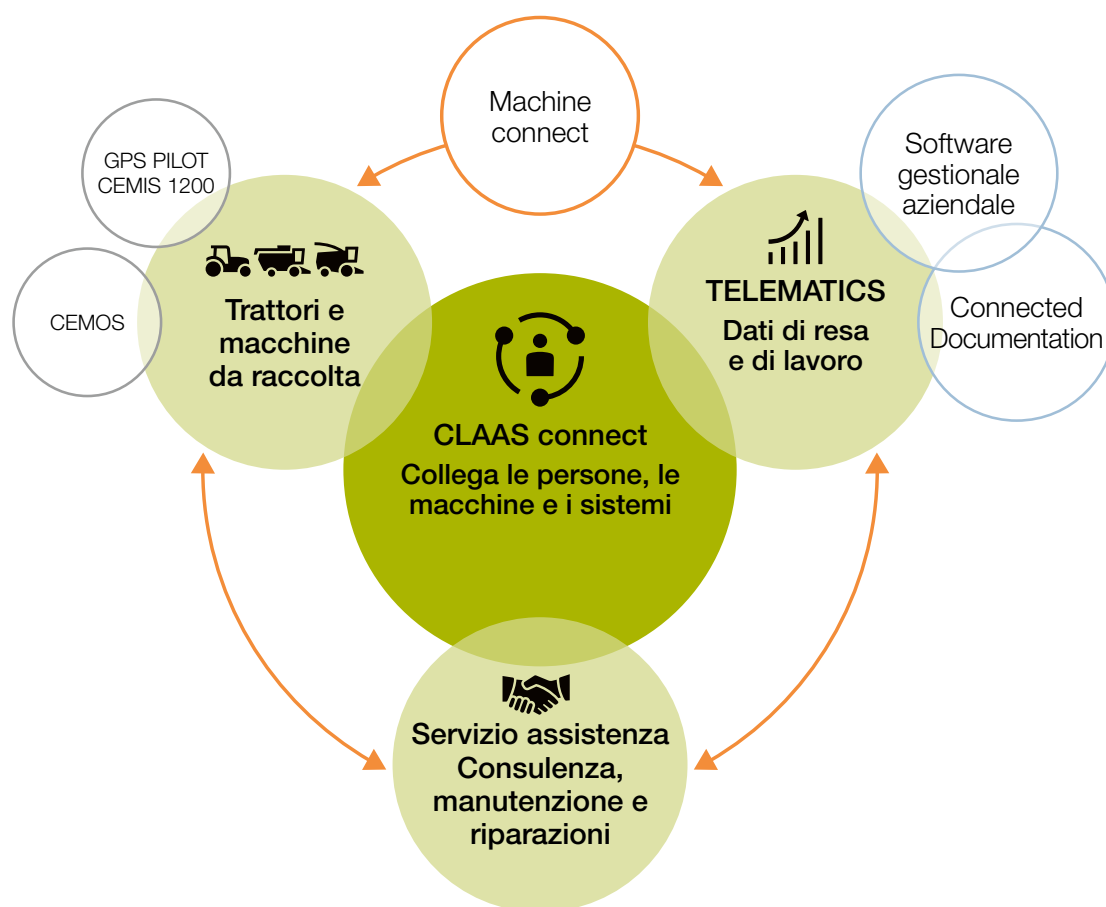 Machine
connect
GPS PILOT
CEMIS 1200
Software
gestionale
aziendale
CEMOS
Trattori e
macchine
da raccolta
TELEMATICS
Dati di resa
e di lavoro
Connected
Documentation
CLAAS connect
Collega le persone, le
macchine e i sistemi
Servizio assistenza
Consulenza,
manutenzione e
riparazioni